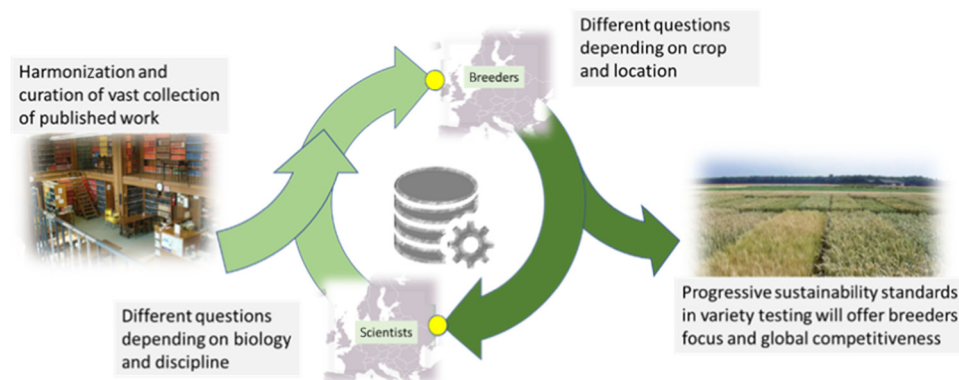 Harmonization and
curation of vast collection
of published work
Different questions
depending on crop
and location
Breeders
Scientists
Different questions
depending on biology
and discipline
Progressive sustainability standards
in variety testing will offer breeders
focus and global competitiveness